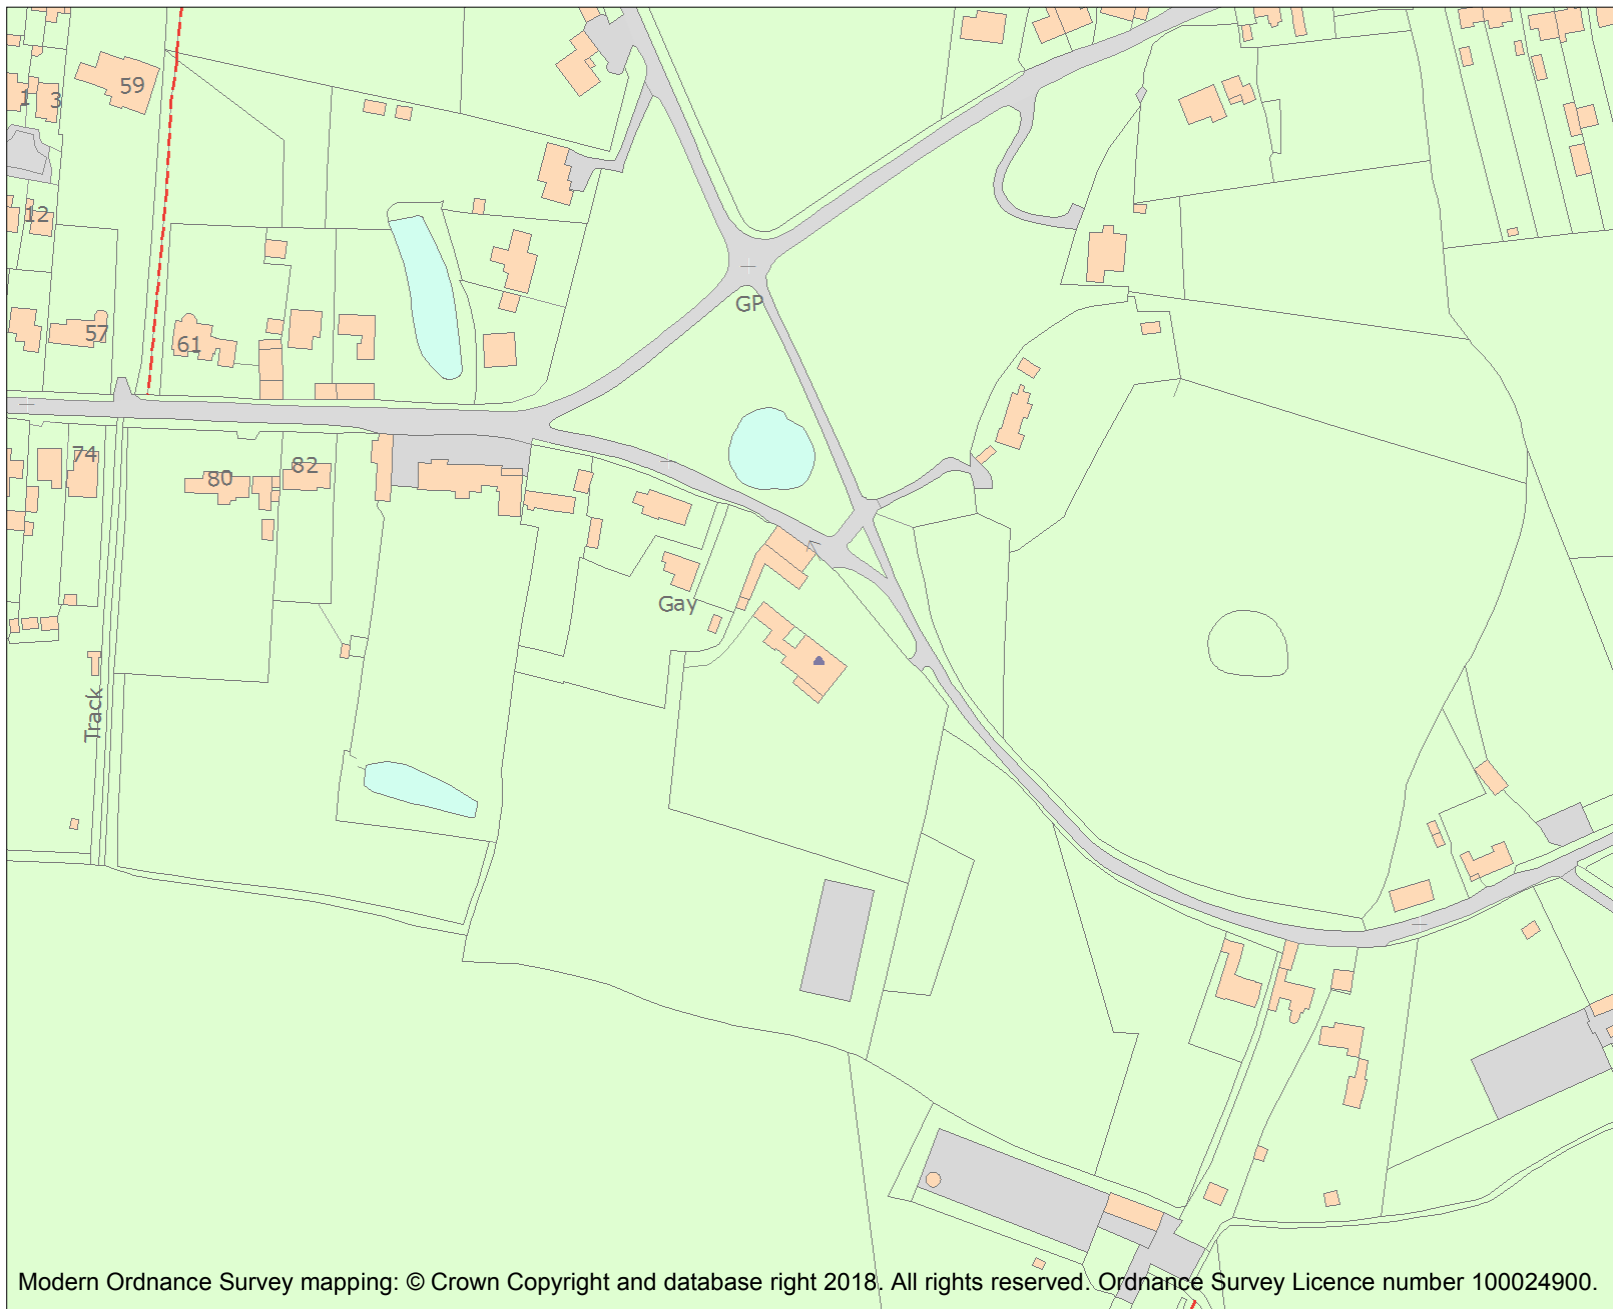 59
1
3
12
GP
57
61
74
80
82
Gay
Track
Modern Ordnance Survey mapping: © Crown Copyright and database right 2018. All rights reserved. Ordnance Survey Licence number 100024900.